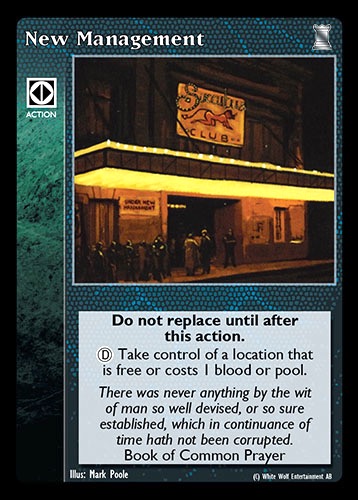 New Management
ACTION
Succubus
CLUB
UNDER NEW
MANAGEMENT
Do not replace until after
this action.
Ⓓ Take control of a location that
is free or costs 1 blood or pool.
There was never anything by the wit
of man so well devised, or so sure
established, which in continuance of
time hath not been corrupted.
Book of Common Prayer
Illus: Mark Poole
(C) White Wolf Entertainment AB